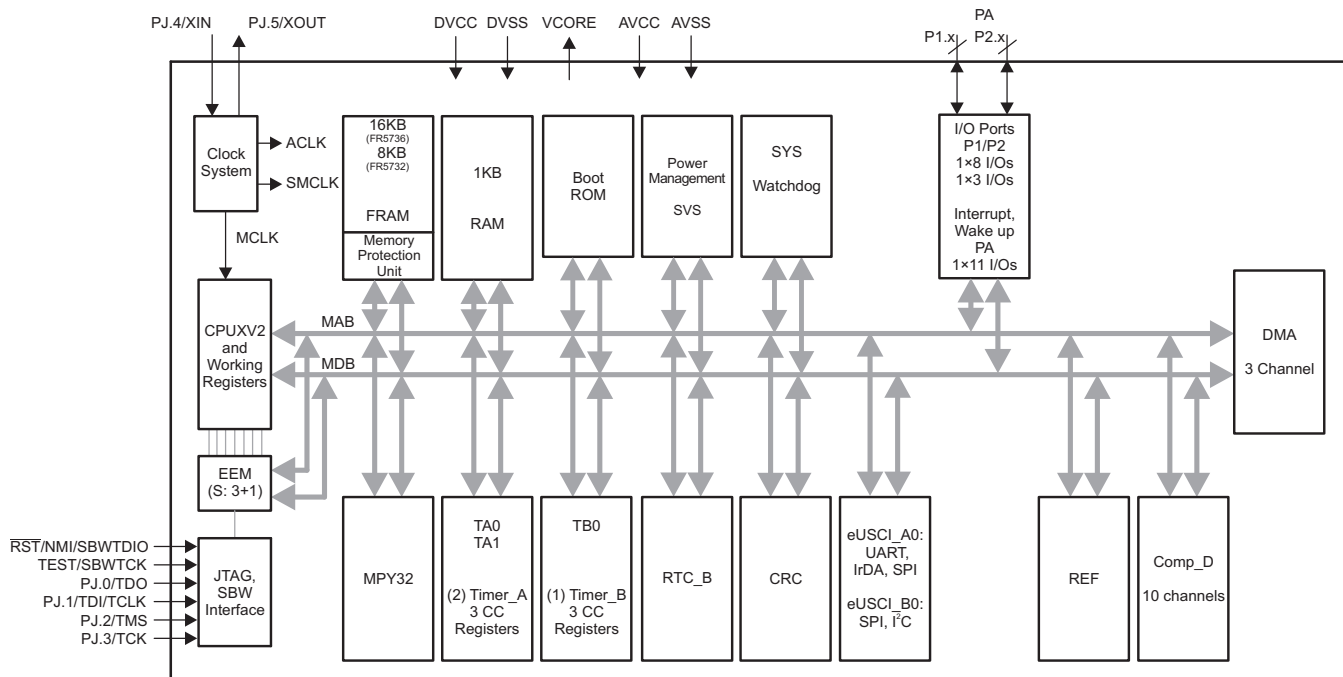 PJ.4/XIN
PJ.5/XOUT
DVCC
DVSS
VCORE
AVCC
AVSS
PA
P1.x
P2.x
Clock
System
ACLK
SMCLK
MCLK
16KB
(FR5736)
8KB
(FR5732)
FRAM
Memory
Protection
Unit
1KB
RAM
Boot
ROM
Power
Management
SVS
SYS
Watchdog
I/O Ports
P1/P2
1×8 I/Os
1×3 I/Os
Interrupt,
Wake up
PA
1×11 I/Os
CPUXV2
and
Working
Registers
MAB
MDB
DMA
3 Channel
EEM
(S: 3+1)
RST/NMI/SBWTDIO
TEST/SBWTCK
PJ.0/TDO
PJ.1/TDI/TCLK
PJ.2/TMS
PJ.3/TCK
JTAG,
SBW
Interface
MPY32
TA0
TA1
(2) Timer_A
3 CC
Registers
TB0
(1) Timer_B
3 CC
Registers
RTC_B
CRC
eUSCI_A0:
UART,
IrDA, SPI
eUSCI_B0:
SPI, I²C
REF
Comp_D
10 channels